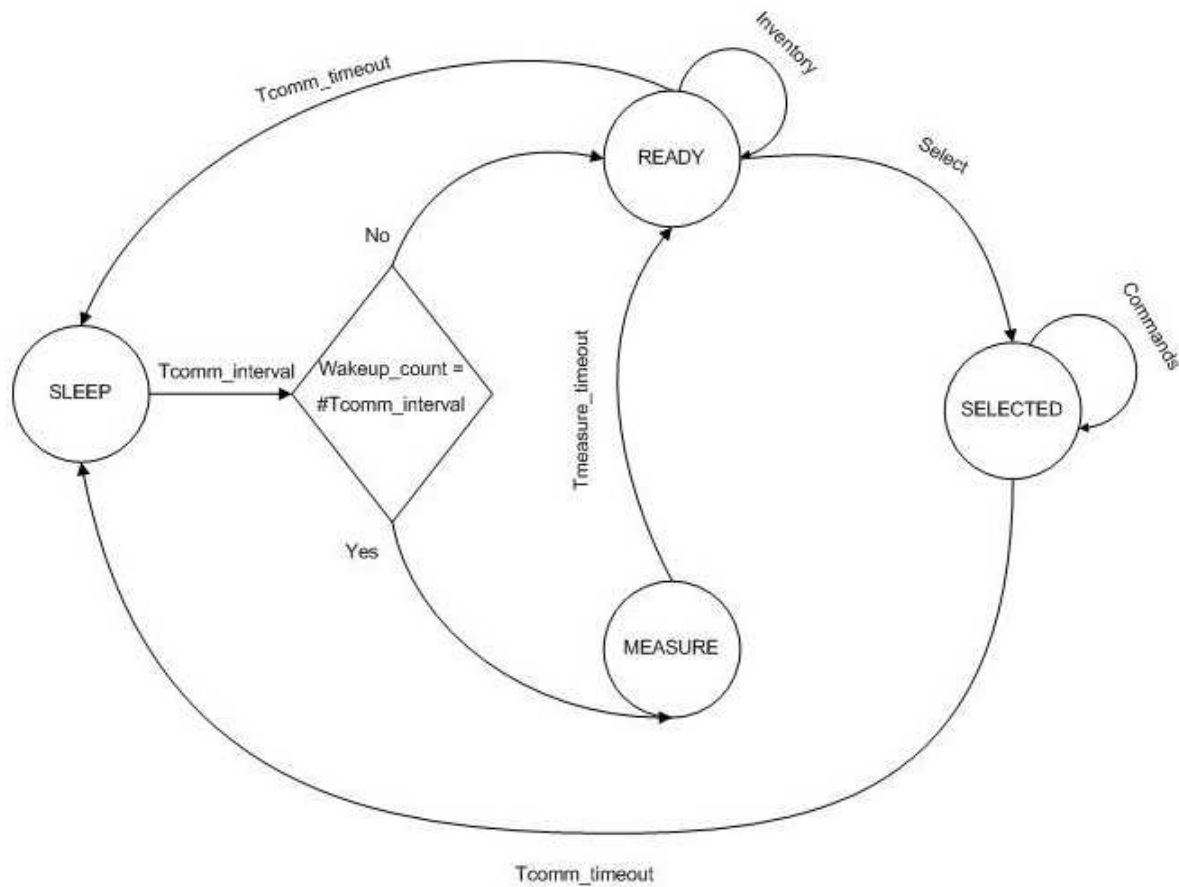 Inventory
Tcomm_timeout
READY
Select
No
Commands
Tcomm_interval
Wakeup_count =
#Tcomm_interval
SLEEP
Tmeasure_timeout
SELECTED
Yes
MEASURE
Tcomm_timeout